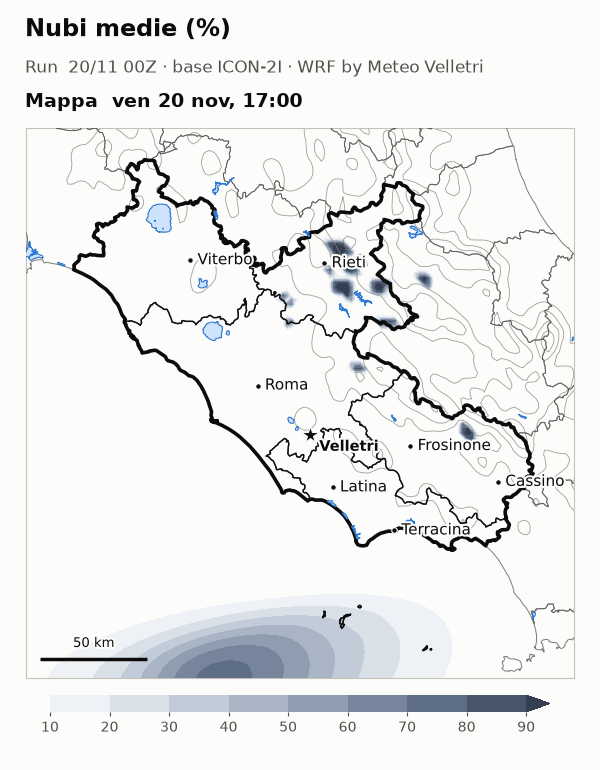 Nubi medie (%)
Run  20/11 00Z · base ICON-2I · WRF by Meteo Velletri
Mappa  ven 20 nov, 17:00
Viterbo
Rieti
Roma
Velletri
Frosinone
Latina
Cassino
Terracina
50 km
10 20 30 40 50 60 70 80 90